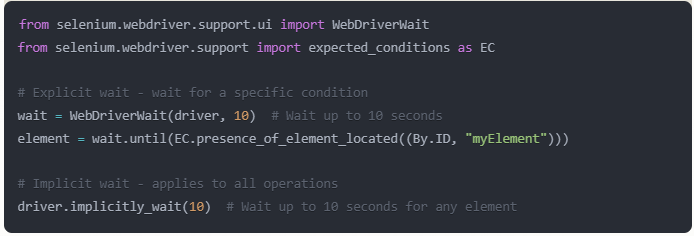 from selenium.webdriver.support.ui import WebDriverWait
from selenium.webdriver.support import expected_conditions as EC
# Explicit wait - wait for a specific condition
wait = WebDriverWait(driver, 10)  # Wait up to 10 seconds
element = wait.until(EC.presence_of_element_located((By.ID, "myElement")))
# Implicit wait - applies to all operations
driver.implicitly_wait(10)  # Wait up to 10 seconds for any element